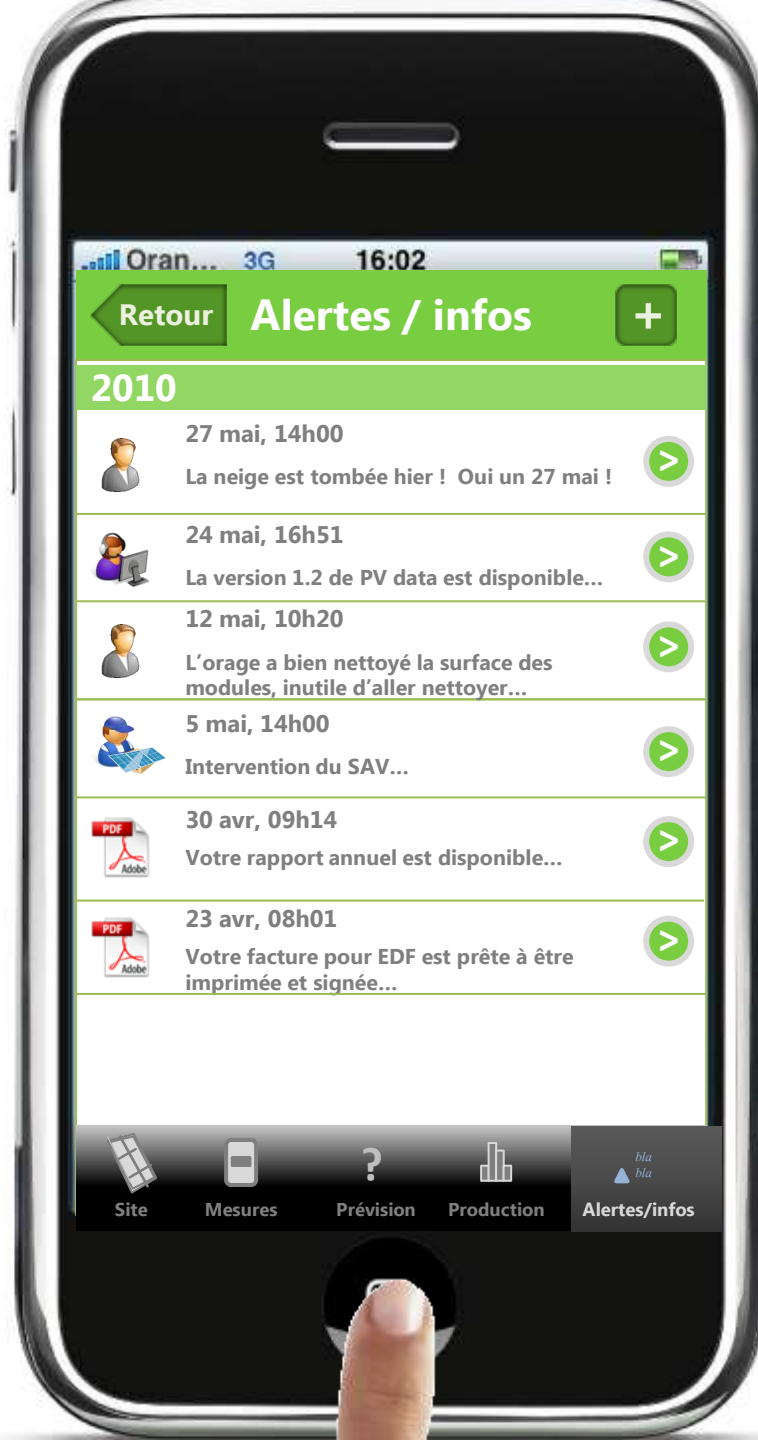 Oran... 3G 16:02
Retour Alertes / infos +
2010
27 mai, 14h00
La neige est tombée hier ! Oui un 27 mai !
>
24 mai, 16h51
La version 1.2 de PV data est disponible...
>
12 mai, 10h20
L'orage a bien nettoyé la surface des
modules, inutile d'aller nettoyer...
>
5 mai, 14h00
Intervention du SAV...
>
PDF
Adobe
30 avr, 09h14
Votre rapport annuel est disponible...
>
PDF
Adobe
23 avr, 08h01
Votre facture pour EDF est prête à être
imprimée et signée...
>
?
bla
bla
Site Mesures Prévision Production Alertes/infos